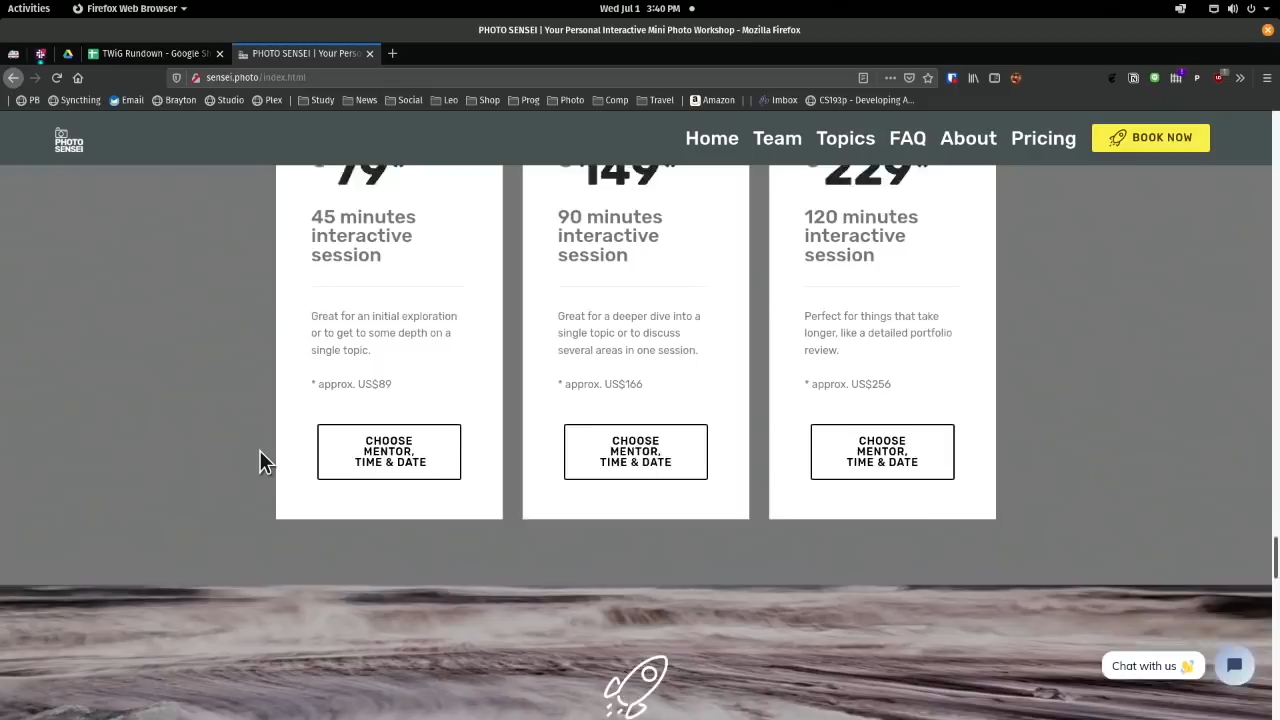 Activities
Firefox Web Browser
Wed Jul 1 3:40 PM
PHOTO SENSEI | Your Personal Interactive Mini Photo Workshop - Mozilla Firefox
TWiG Rundown - Google Sh
PHOTO SENSEI | Your Perso
sensei.photo/index.html
PB
Syncthing
Email
Brayton
Studio
Plex
Study
News
Social
Leo
Shop
Prog
Photo
Comp
Travel
Amazon
Imbox
CS193p - Developing A...
PHOTO
SENSEI
Home
Team
Topics
FAQ
About
Pricing
BOOK NOW
79*
45 minutes
interactive
session
Great for an initial exploration
or to get to some depth on a
single topic.
* approx. US$89
CHOOSE
MENTOR,
TIME & DATE
149*
90 minutes
interactive
session
Great for a deeper dive into a
single topic or to discuss
several areas in one session.
* approx. US$166
CHOOSE
MENTOR,
TIME & DATE
229*
120 minutes
interactive
session
Perfect for things that take
longer, like a detailed portfolio
review.
* approx. US$256
CHOOSE
MENTOR,
TIME & DATE
Chat with us 👋